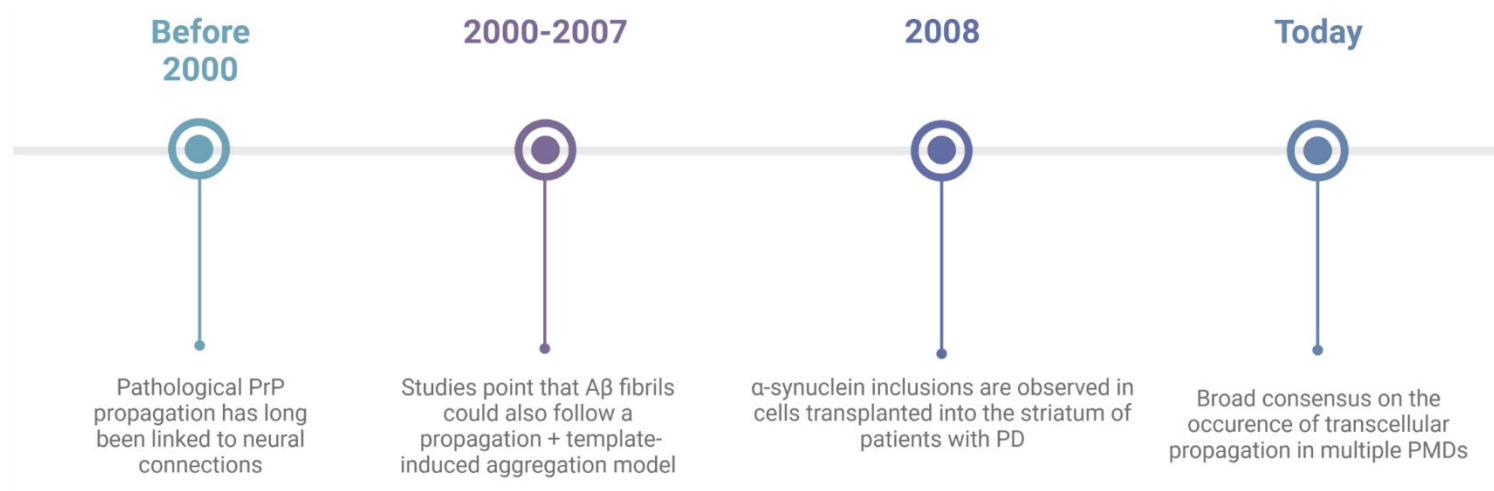 Before
2000
2000-2007
2008
Today
Pathological PrP
propagation has long
been linked to neural
connections
Studies point that Aβ fibrils
could also follow a
propagation + template-
induced aggregation model
α-synuclein inclusions are observed in
cells transplanted into the striatum of
patients with PD
Broad consensus on the
occurence of transcellular
propagation in multiple PMDs